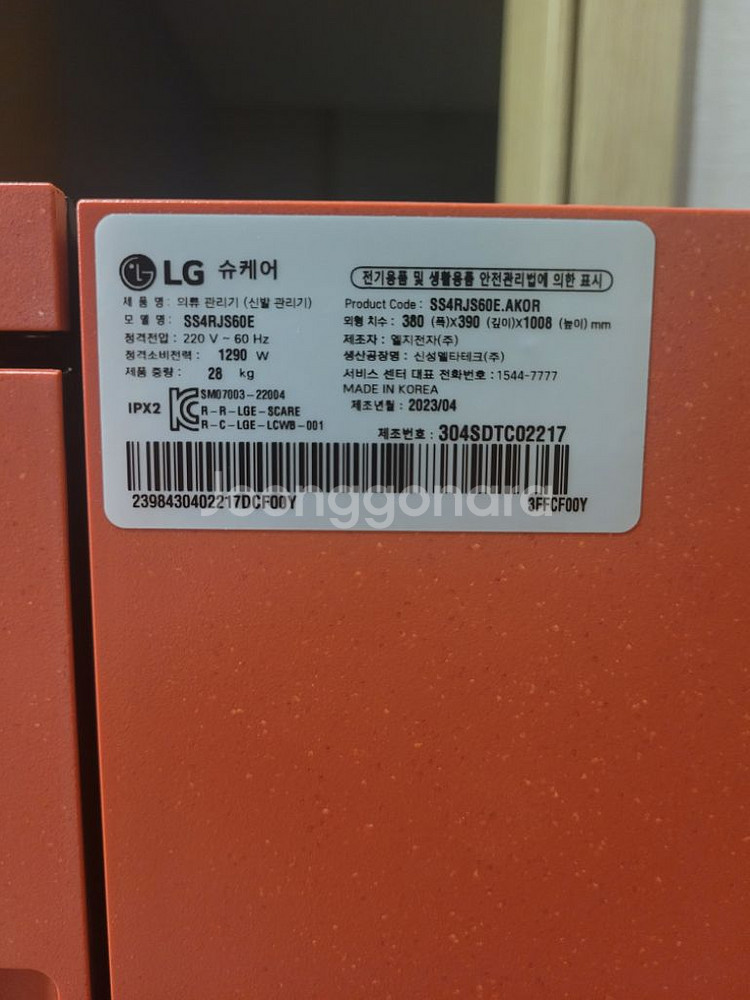 LG 슈케어
전기용품 및 생활용품 안전관리법에 의한 표시
제 품 명 : 의류 관리기 (신발 관리기)
모 델 명 : SS4RJS60E
정격전압 : 220 V ~ 60 Hz
정격소비전력 : 1290 W
제품 중량 : 28 kg
IPX2
SM07003-22004
R-R-LGE-SCARE
R-C-LGE-LCWB-001
Product Code : SS4RJS60E.AKOR
외형 치수 : 380 (폭)X390 (깊이)X1008 (높이) mm
제조자 : 엘지전자(주)
생산공장명 : 신성델타테크(주)
서비스 센터 대표 전화번호 : 1544-7777
MADE IN KOREA
제조년월 : 2023/04
제조번호 : 304SDTC02217
2398430402217DCF00Y
3FFCF00Y
Joonggonara